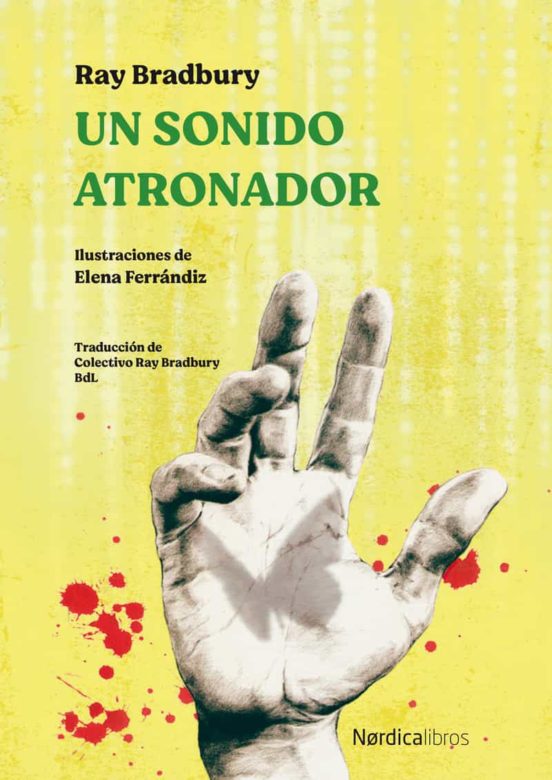 Ray Bradbury
UN SONIDO
ATRONADOR
Ilustraciones de
Elena Ferrándiz
Traducción de
Colectivo Ray Bradbury
BdL
Nørdicalibros